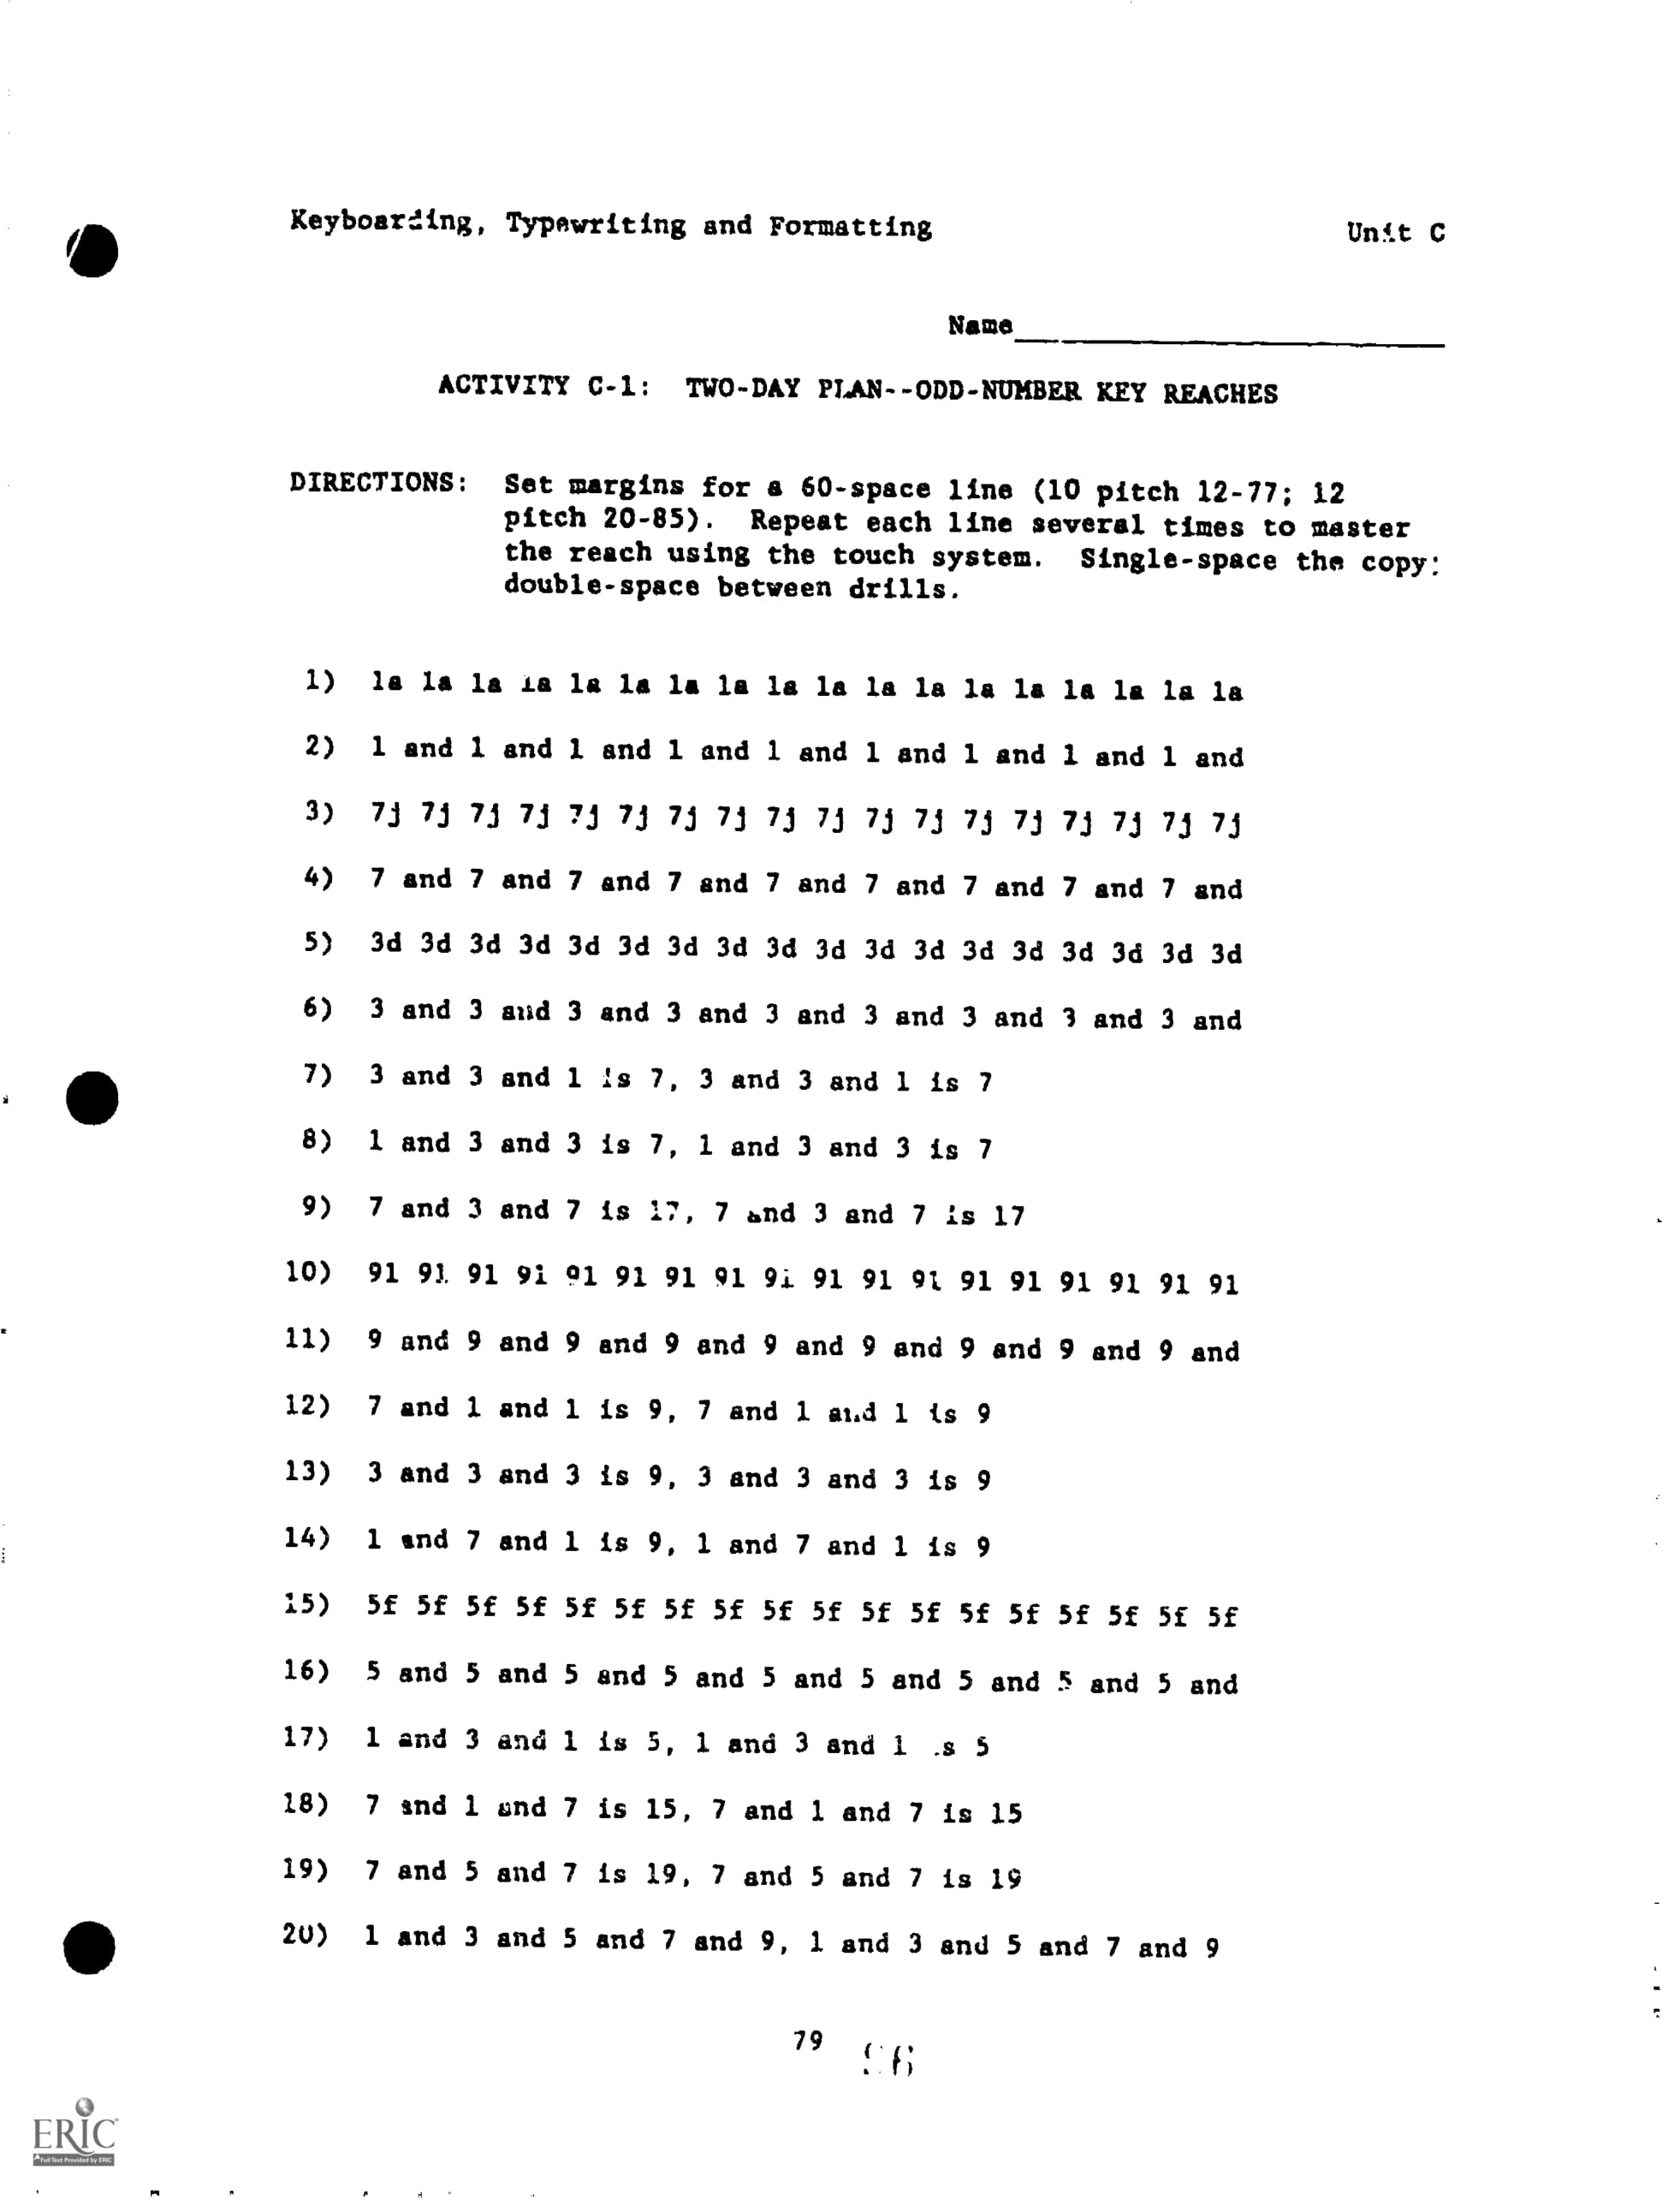 Keyboarding, Typewriting and Formatting Unit C
Name
ACTIVITY C-1: TWO-DAY PLAN--ODD-NUMBER KEY REACHES
DIRECTIONS: Set margins for a 60-space line (10 pitch 12-77; 12
pitch 20-85). Repeat each line several times to master
the reach using the touch system. Single-space the copy:
double-space between drills.
1) 1a 1a 1a 1a 1a 1a 1a 1a 1a 1a 1a 1a 1a 1a 1a 1a 1a 1a
2) 1 and 1 and 1 and 1 and 1 and 1 and 1 and 1 and 1 and
3) 7j 7j 7j 7j 7j 7j 7j 7j 7j 7j 7j 7j 7j 7j 7j 7j 7j 7j
4) 7 and 7 and 7 and 7 and 7 and 7 and 7 and 7 and 7 and
5) 3d 3d 3d 3d 3d 3d 3d 3d 3d 3d 3d 3d 3d 3d 3d 3d 3d 3d
6) 3 and 3 and 3 and 3 and 3 and 3 and 3 and 3 and 3 and
7) 3 and 3 and 1 is 7, 3 and 3 and 1 is 7
8) 1 and 3 and 3 is 7, 1 and 3 and 3 is 7
9) 7 and 3 and 7 is 17, 7 and 3 and 7 is 17
10) 91 91 91 91 91 91 91 91 91 91 91 91 91 91 91 91 91 91
11) 9 and 9 and 9 and 9 and 9 and 9 and 9 and 9 and 9 and
12) 7 and 1 and 1 is 9, 7 and 1 and 1 is 9
13) 3 and 3 and 3 is 9, 3 and 3 and 3 is 9
14) 1 and 7 and 1 is 9, 1 and 7 and 1 is 9
15) 5f 5f 5f 5f 5f 5f 5f 5f 5f 5f 5f 5f 5f 5f 5f 5f 5f 5f
16) 5 and 5 and 5 and 5 and 5 and 5 and 5 and 5 and 5 and
17) 1 and 3 and 1 is 5, 1 and 3 and 1 is 5
18) 7 and 1 and 7 is 15, 7 and 1 and 7 is 15
19) 7 and 5 and 7 is 19, 7 and 5 and 7 is 19
20) 1 and 3 and 5 and 7 and 9, 1 and 3 and 5 and 7 and 9
79
ERIC
Full Text Provided by ERIC